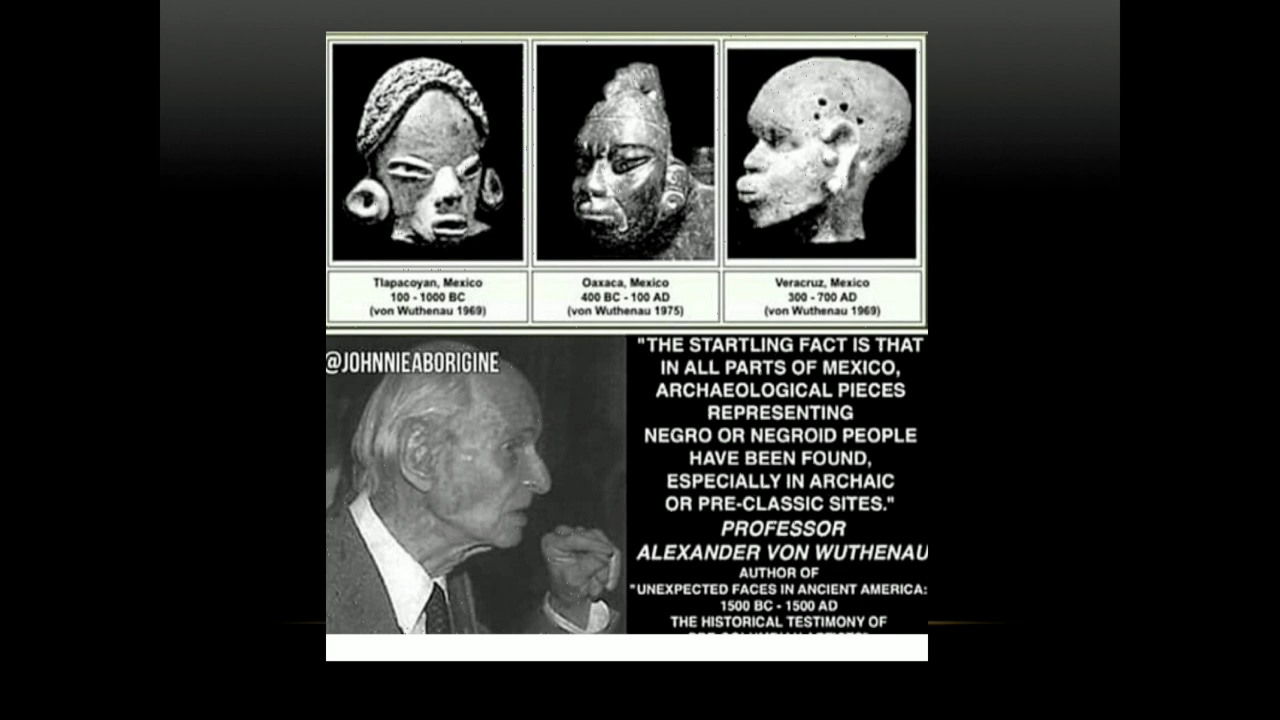 Tlapacoyan, Mexico
100 - 1000 BC
(von Wuthenau 1969)
Oaxaca, Mexico
400 BC - 100 AD
(von Wuthenau 1975)
Veracruz, Mexico
300 - 700 AD
(von Wuthenau 1969)
@JOHNNIEABORIGINE
"THE STARTLING FACT IS THAT
IN ALL PARTS OF MEXICO,
ARCHAEOLOGICAL PIECES
REPRESENTING
NEGRO OR NEGROID PEOPLE
HAVE BEEN FOUND,
ESPECIALLY IN ARCHAIC
OR PRE-CLASSIC SITES."
PROFESSOR
ALEXANDER VON WUTHENAU
AUTHOR OF
"UNEXPECTED FACES IN ANCIENT AMERICA:
1500 BC - 1500 AD
THE HISTORICAL TESTIMONY OF